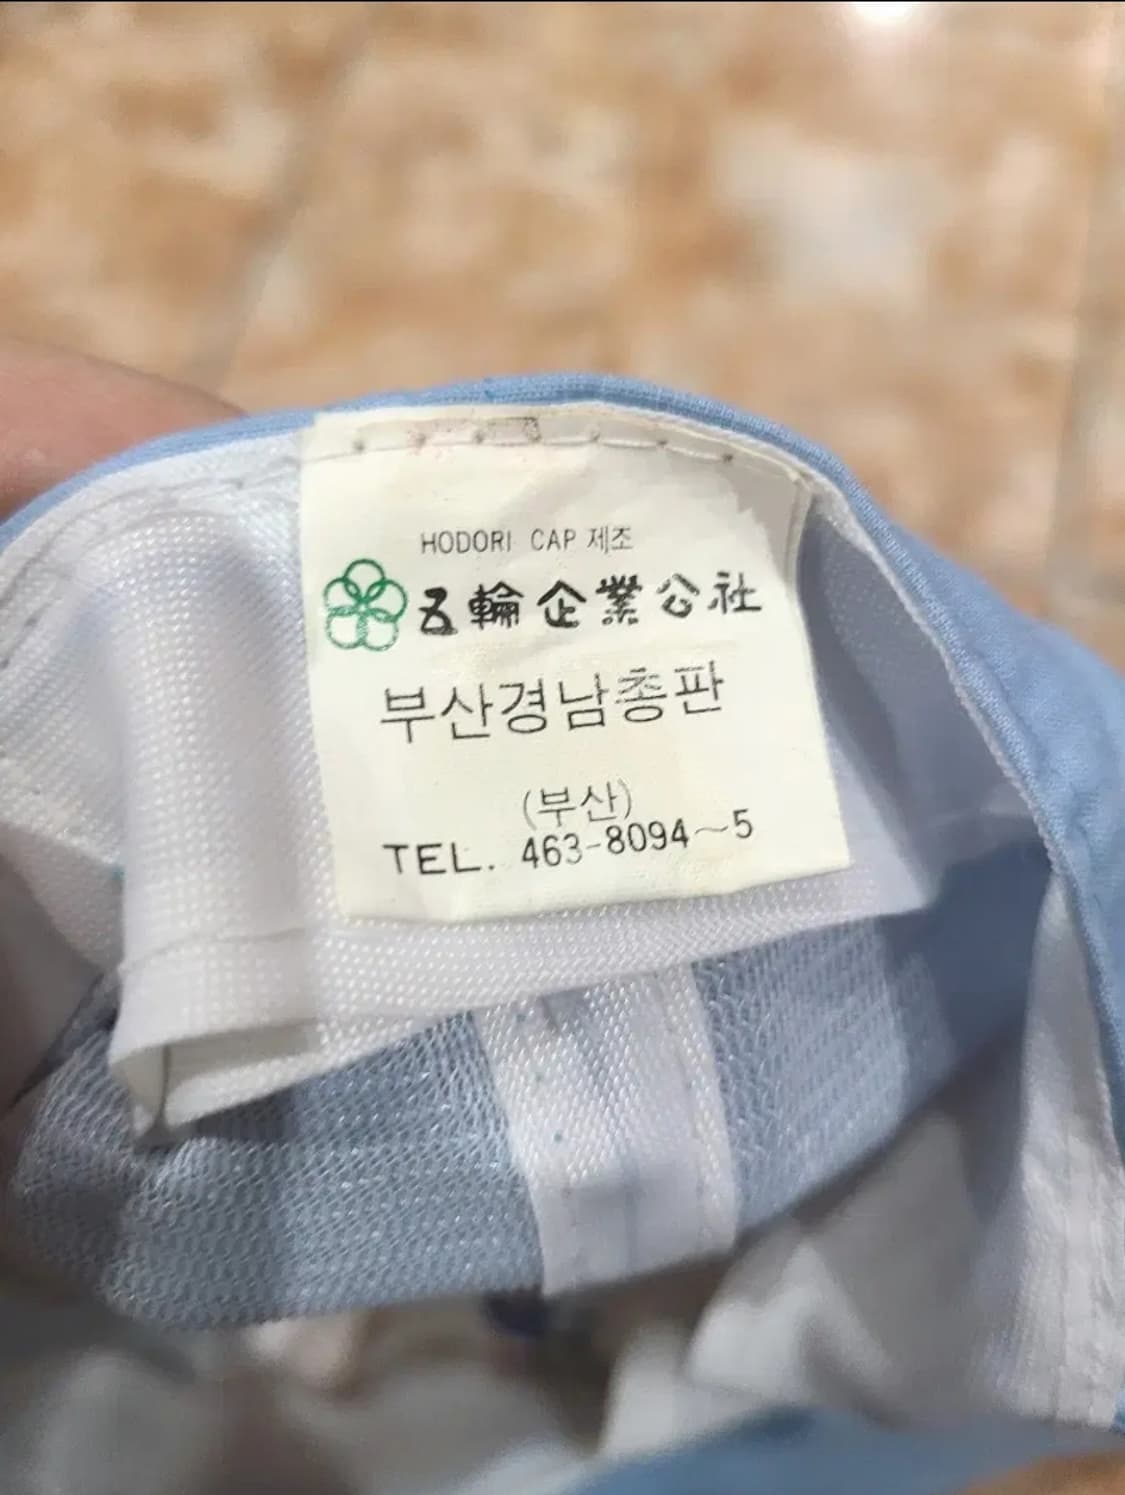 HODORI CAP 제조
五輪企業公社
부산경남총판
(부산)
TEL. 463-8094~5